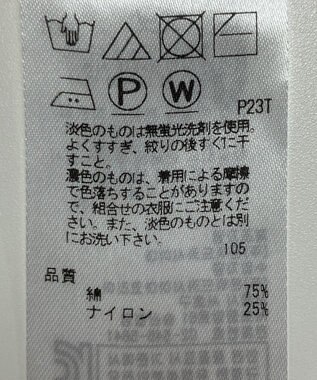 P W
P23T
淡色のものは無蛍光洗剤を使用。
よくすすぎ、絞りの後すぐに干
すこと。
濃色のものは、着用による摩擦
で色落ちすることがありますの
で、組合せの衣服にご注意くだ
さい。また、淡色のものとは別
にお洗い下さい。
105
品質
綿 75%
ナイロン 25%